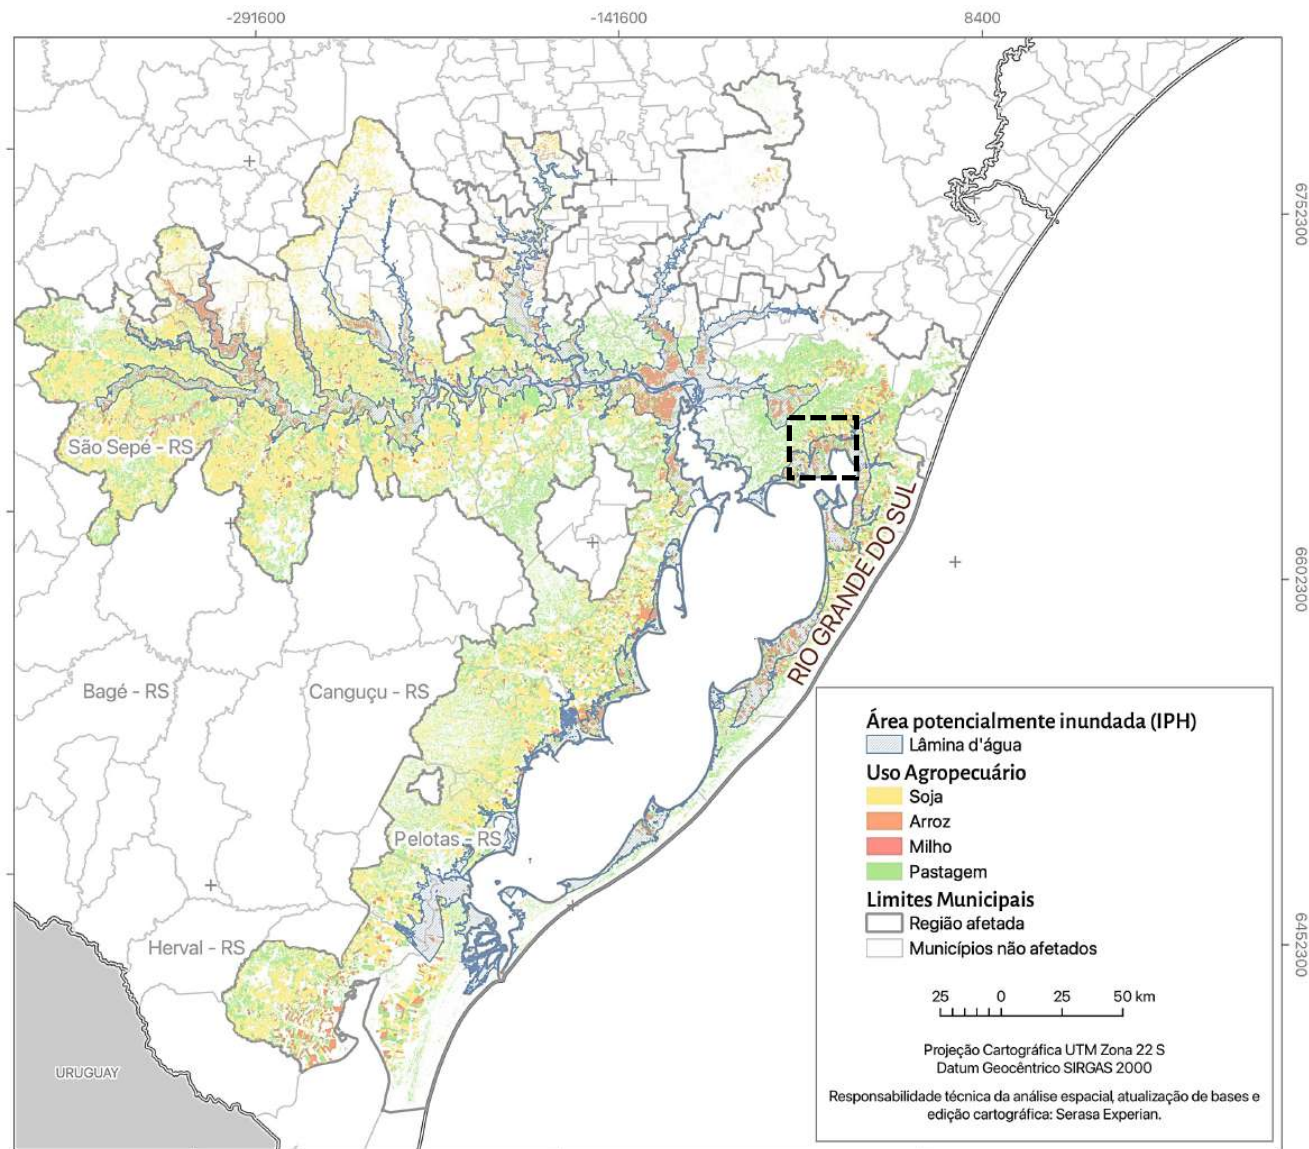 -291600
-141600
8400
6752300
São Sepé - RS
6602300
RIO GRANDE DO SUL
Bagé - RS
Canguçu - RS
Pelotas - RS
Herval - RS
6452300
URUGUAY
Área potencialmente inundada (IPH)
Lâmina d'água
Uso Agropecuário
Soja
Arroz
Milho
Pastagem
Limites Municipais
Região afetada
Municípios não afetados
25 0 25 50 km
Projeção Cartográfica UTM Zona 22 S
Datum Geocêntrico SIRGAS 2000
Responsabilidade técnica da análise espacial, atualização de bases e
edição cartográfica: Serasa Experian.